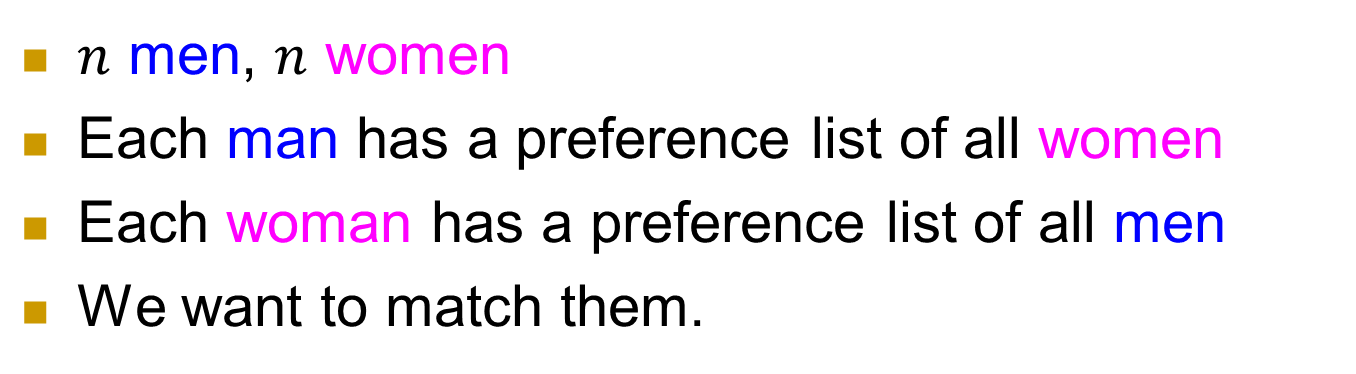 n men, n women
Each man has a preference list of all women
Each woman has a preference list of all men
We want to match them.